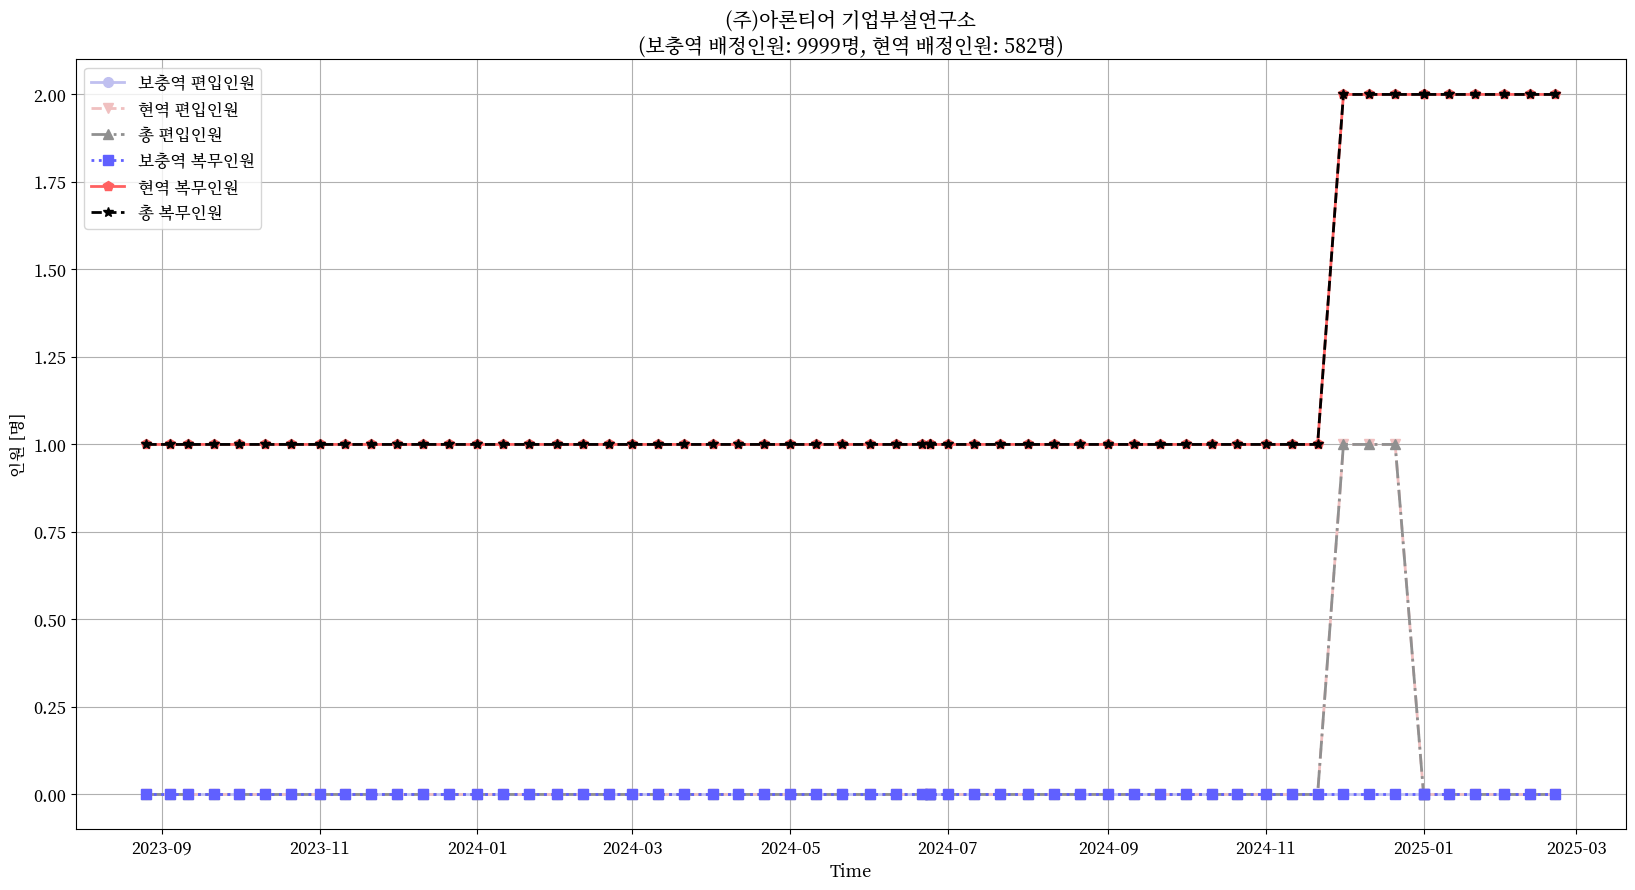 (주)아론티어 기업부설연구소
(보충역 배정인원: 9999명, 현역 배정인원: 582명)
보충역 편입인원
현역 편입인원
총 편입인원
보충역 복무인원
현역 복무인원
총 복무인원
2.00
1.75
1.50
1.25
1.00
0.75
0.50
0.25
0.00
인원 [명]
2023-09 2023-11 2024-01 2024-03 2024-05 2024-07 2024-09 2024-11 2025-01 2025-03
Time